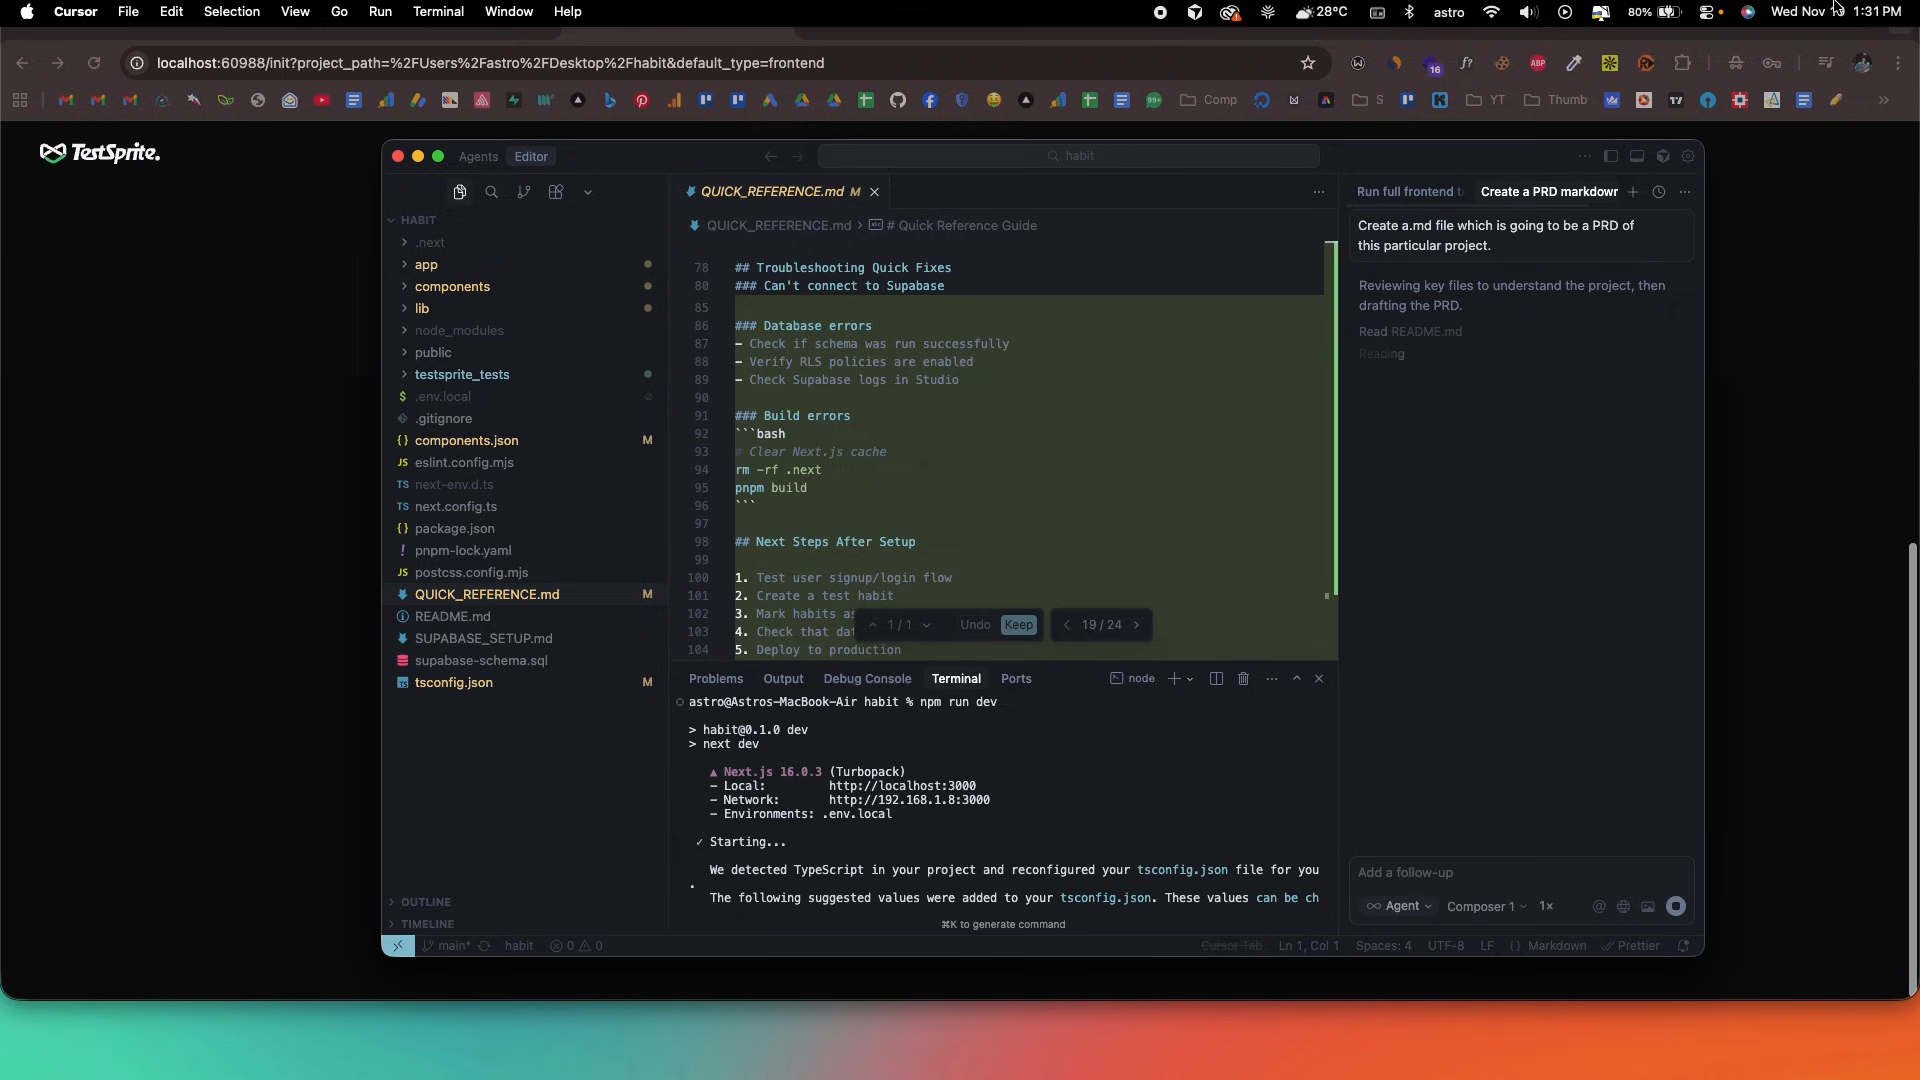 Cursor File Edit Selection View Go Run Terminal Window Help
28°C astro 80% Wed Nov 1:31 PM
localhost:60988/init?project_path=%2FUsers%2Fastro%2FDesktop%2Fhabit&default_type=frontend
16 f? ABP
99+ Comp S YT Thumb
TestSprite.
Agents Editor
habit
HABIT
.next
app
components
lib
node_modules
public
testsprite_tests
$ .env.local
.gitignore
{} components.json M
JS eslint.config.mjs
TS next-env.d.ts
TS next.config.ts
{} package.json
! pnpm-lock.yaml
JS postcss.config.mjs
QUICK_REFERENCE.md M
README.md
SUPABASE_SETUP.md
supabase-schema.sql
tsconfig.json M
OUTLINE
TIMELINE
QUICK_REFERENCE.md M
QUICK_REFERENCE.md > # Quick Reference Guide
78 ## Troubleshooting Quick Fixes
80 ### Can't connect to Supabase
85
86 ### Database errors
87 - Check if schema was run successfully
88 - Verify RLS policies are enabled
89 - Check Supabase logs in Studio
90
91 ### Build errors
92 ```bash
93 # Clear Next.js cache
94 rm -rf .next
95 pnpm build
96 ```
97
98 ## Next Steps After Setup
99
100 1. Test user signup/login flow
101 2. Create a test habit
102 3. Mark habits as
103 4. Check that dat
104 5. Deploy to production
1 / 1 Undo Keep 19 / 24
Problems Output Debug Console Terminal Ports
node
astro@Astros-MacBook-Air habit % npm run dev
> habit@0.1.0 dev
> next dev
▲ Next.js 16.0.3 (Turbopack)
- Local: http://localhost:3000
- Network: http://192.168.1.8:3000
- Environments: .env.local
✓ Starting...
We detected TypeScript in your project and reconfigured your tsconfig.json file for you
.
The following suggested values were added to your tsconfig.json. These values can be ch
⌘K to generate command
Run full frontend t
Create a PRD markdowr
Create a.md file which is going to be a PRD of
this particular project.
Reviewing key files to understand the project, then
drafting the PRD.
Read README.md
Reading
Add a follow-up
Agent Composer 1 1x
main* habit 0 0
Cursor Tab Ln 1, Col 1 Spaces: 4 UTF-8 LF {} Markdown Prettier